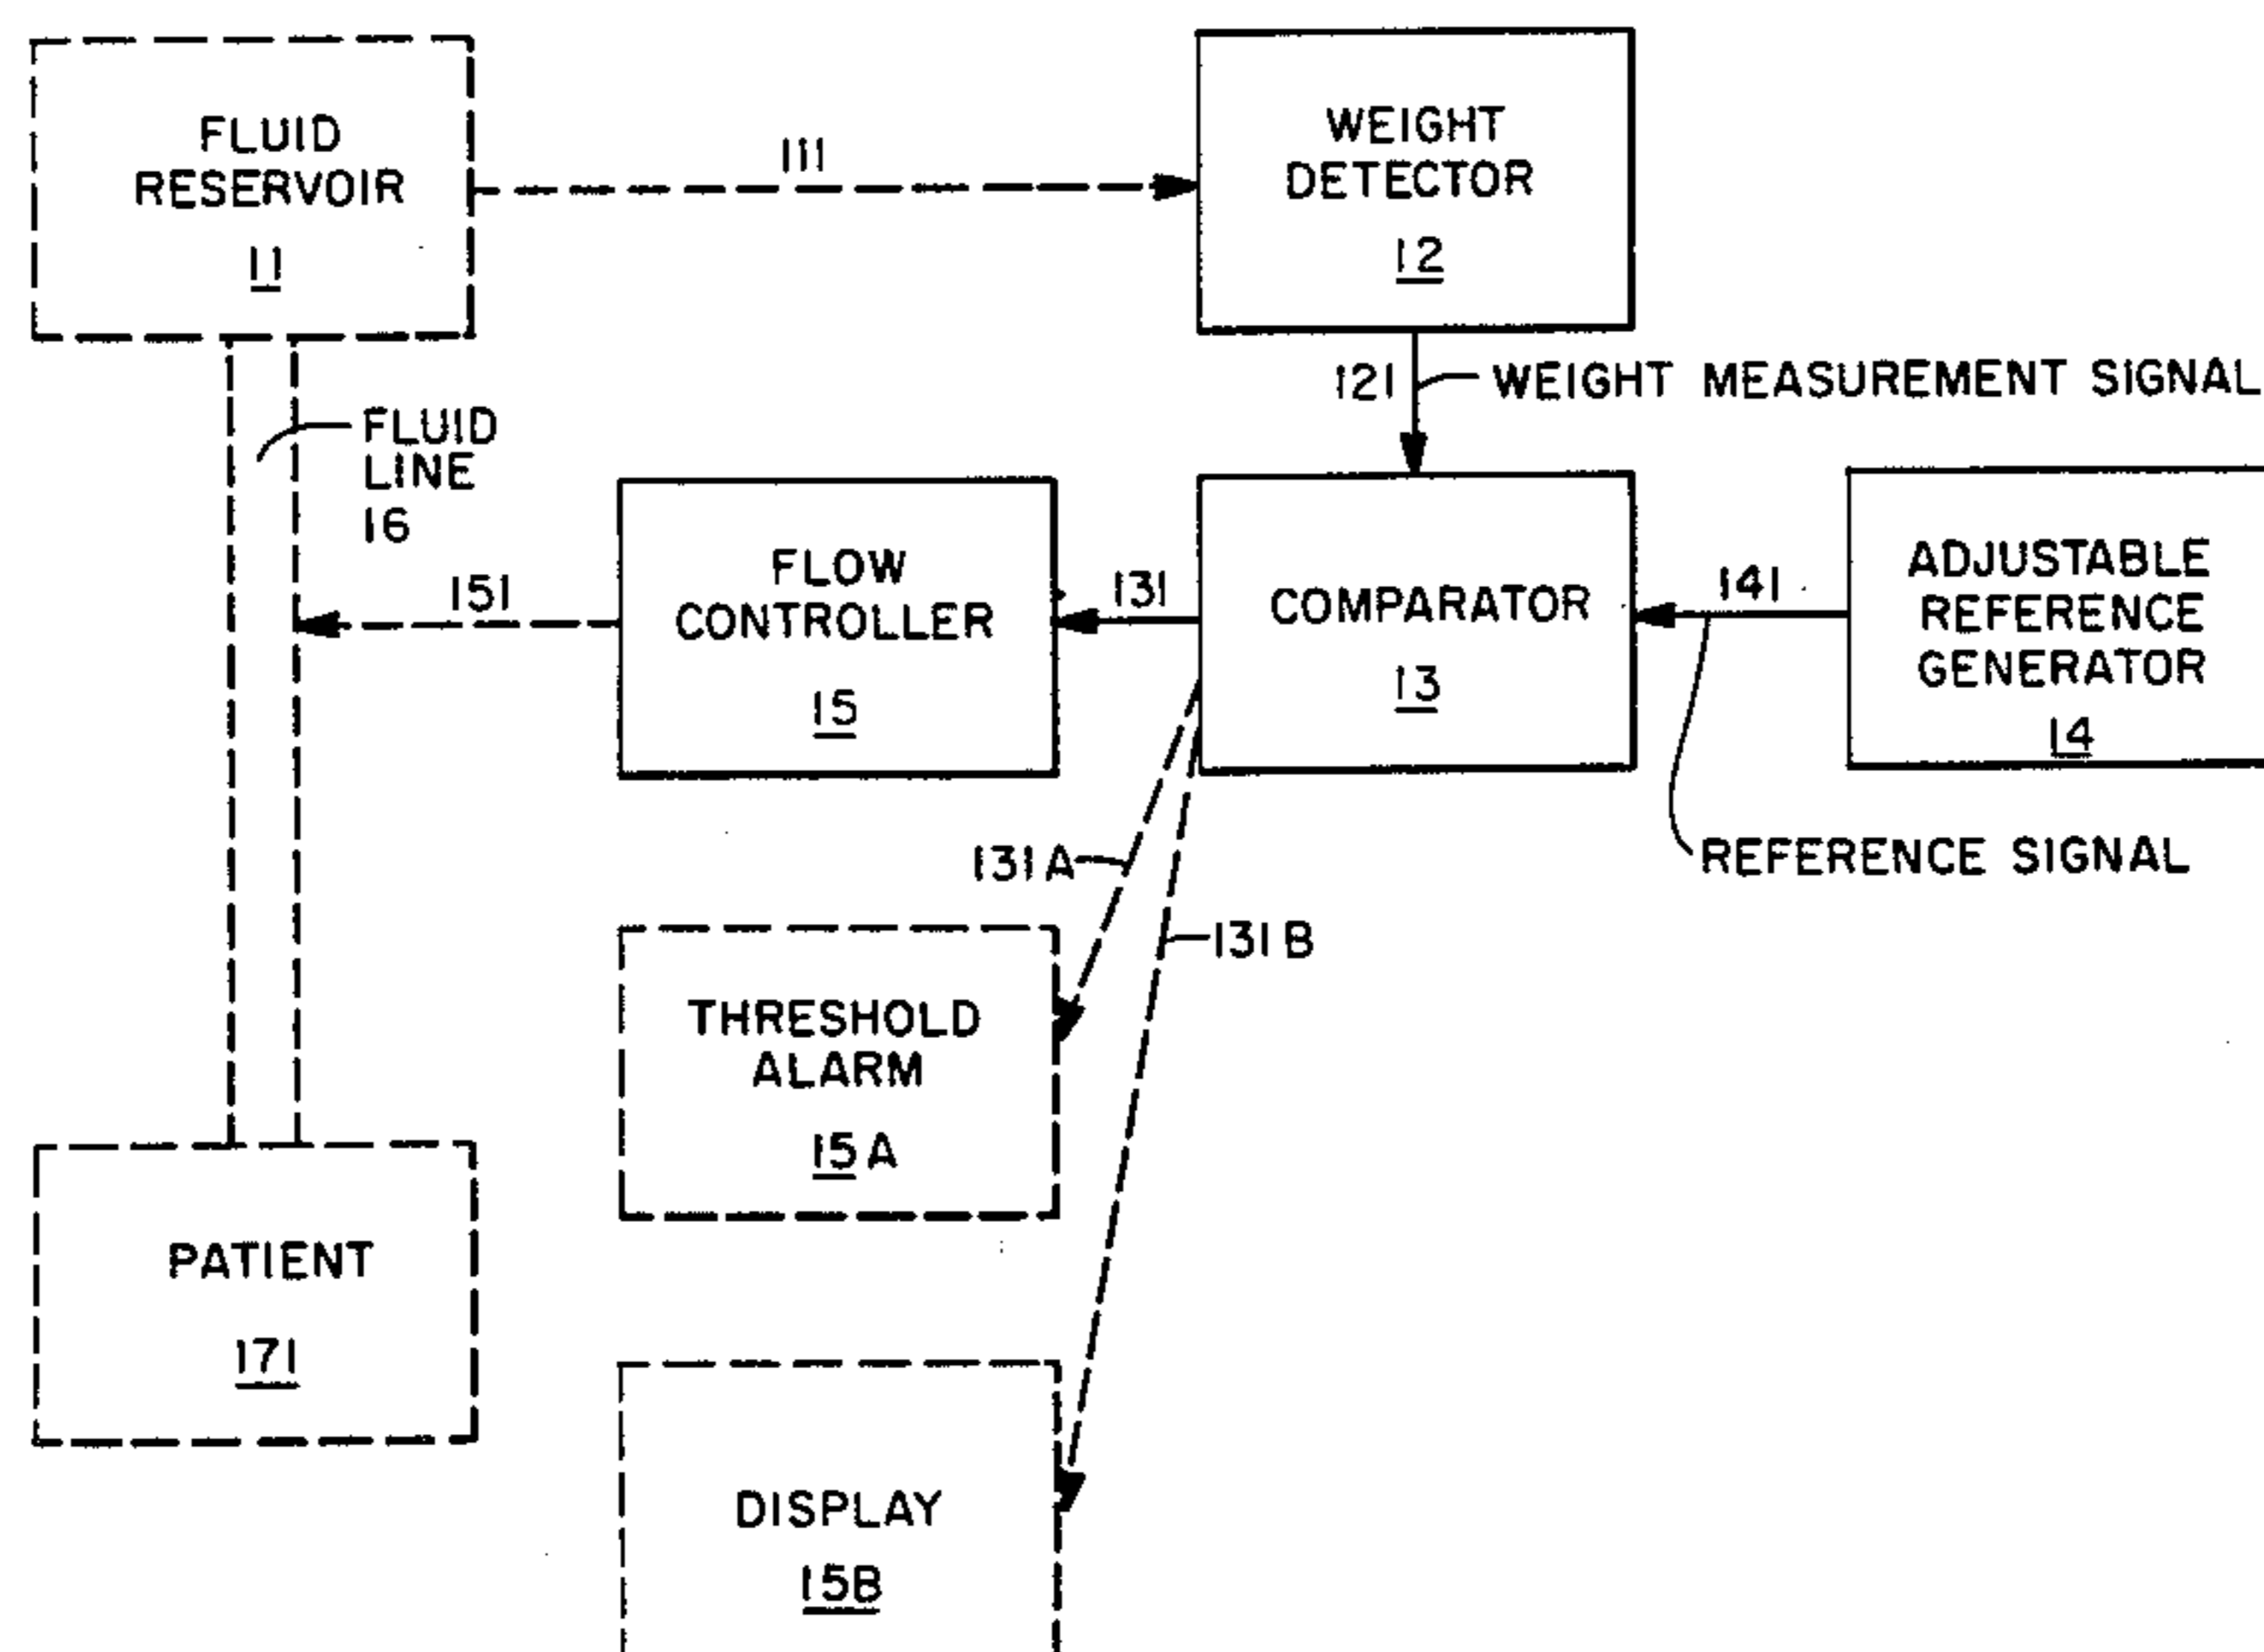 FLUID
RESERVOIR
11
111
WEIGHT
DETECTOR
12
121
WEIGHT MEASUREMENT SIGNAL
FLUID
LINE
16
151
FLOW
CONTROLLER
15
131
COMPARATOR
13
141
ADJUSTABLE
REFERENCE
GENERATOR
14
REFERENCE SIGNAL
131A
131B
THRESHOLD
ALARM
15A
PATIENT
171
DISPLAY
15B